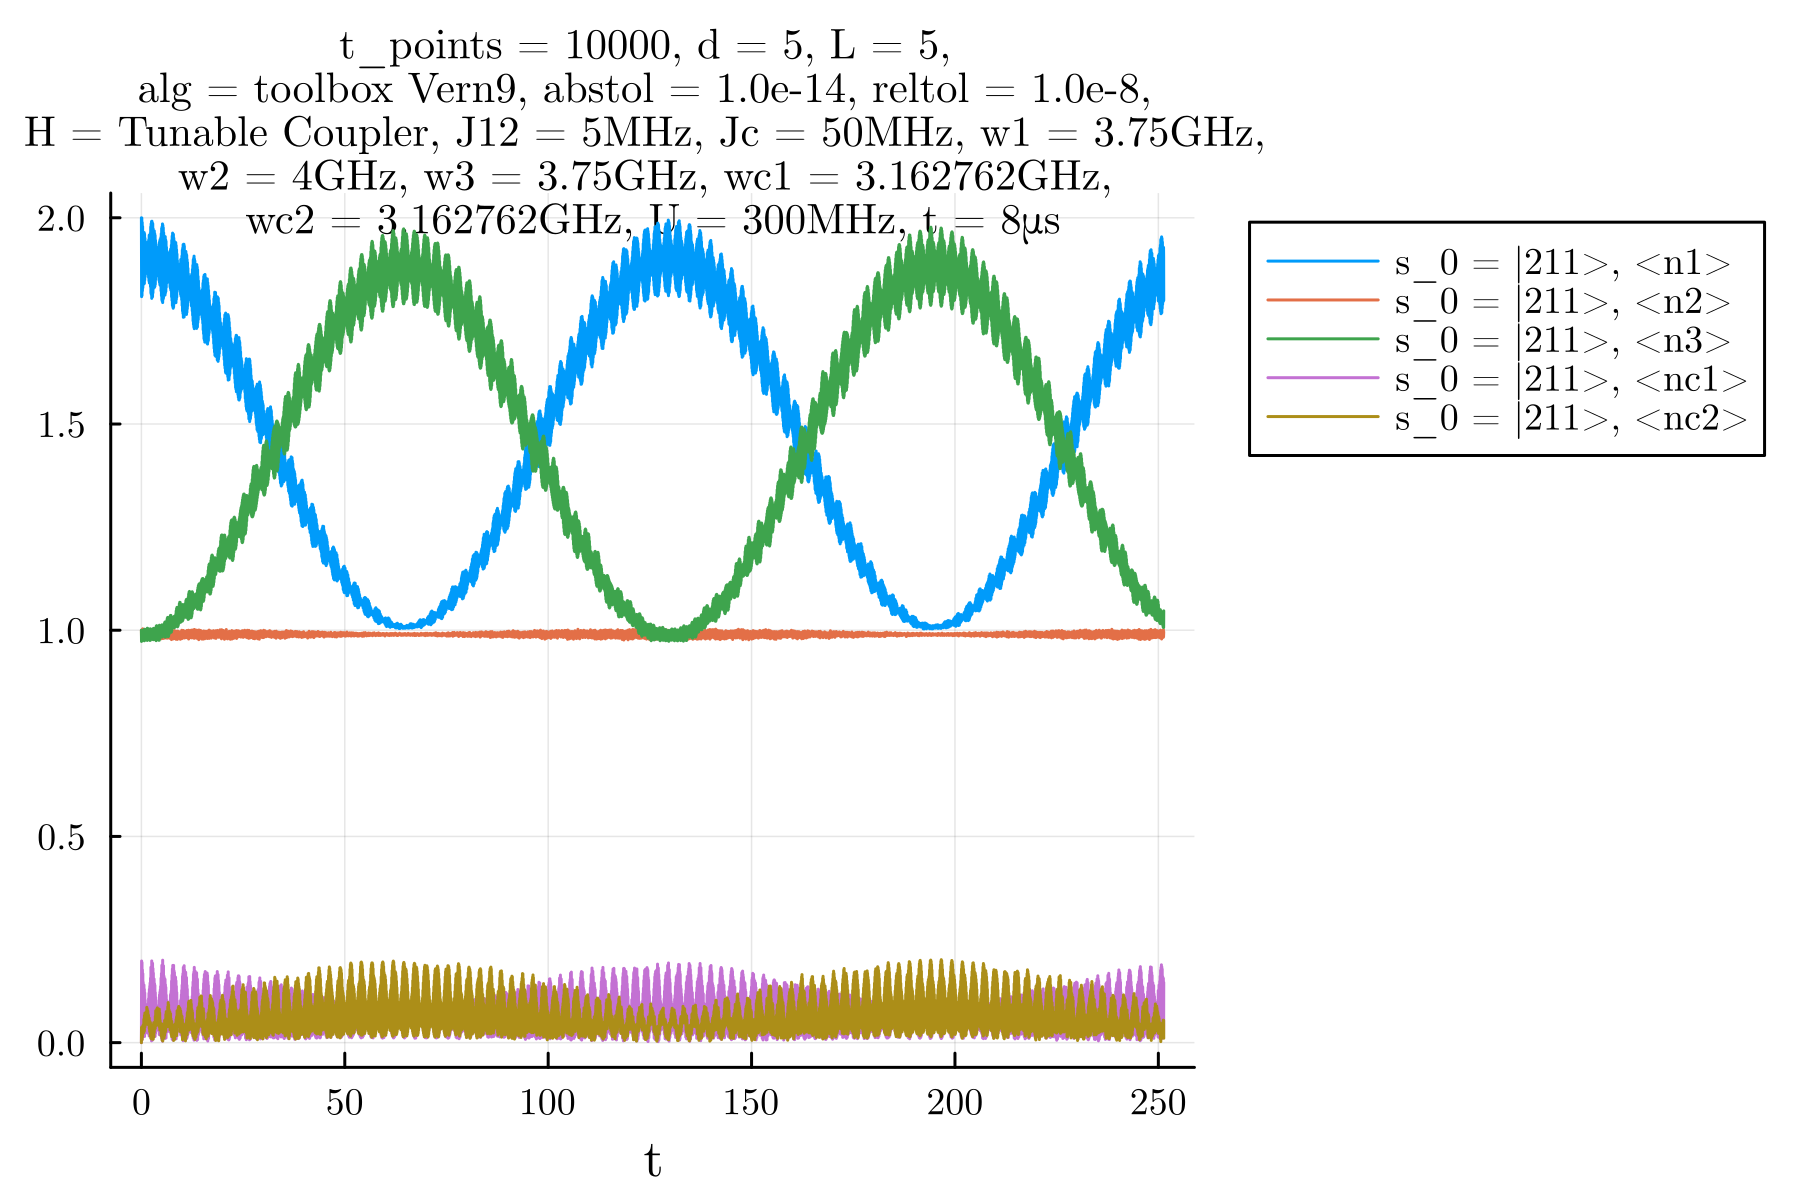 t_points = 10000, d = 5, L = 5,
alg = toolbox Vern9, abstol = 1.0e-14, reltol = 1.0e-8,
H = Tunable Coupler, J12 = 5MHz, Jc = 50MHz, w1 = 3.75GHz,
w2 = 4GHz, w3 = 3.75GHz, wc1 = 3.162762GHz,
wc2 = 3.162762GHz, U = 300MHz, t = 8μs
2.0
1.5
1.0
0.5
0.0
0 50 100 150 200 250
t
s_0 = |211>, <n1>
s_0 = |211>, <n2>
s_0 = |211>, <n3>
s_0 = |211>, <nc1>
s_0 = |211>, <nc2>